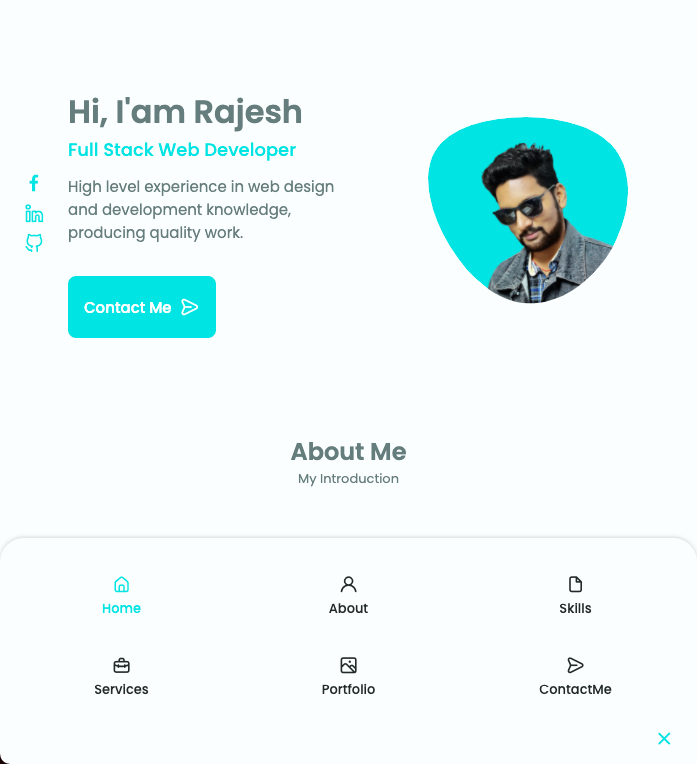 Hi, I'am Rajesh
Full Stack Web Developer
High level experience in web design
and development knowledge,
producing quality work.
Contact Me
About Me
My Introduction
Home
About
Skills
Services
Portfolio
ContactMe